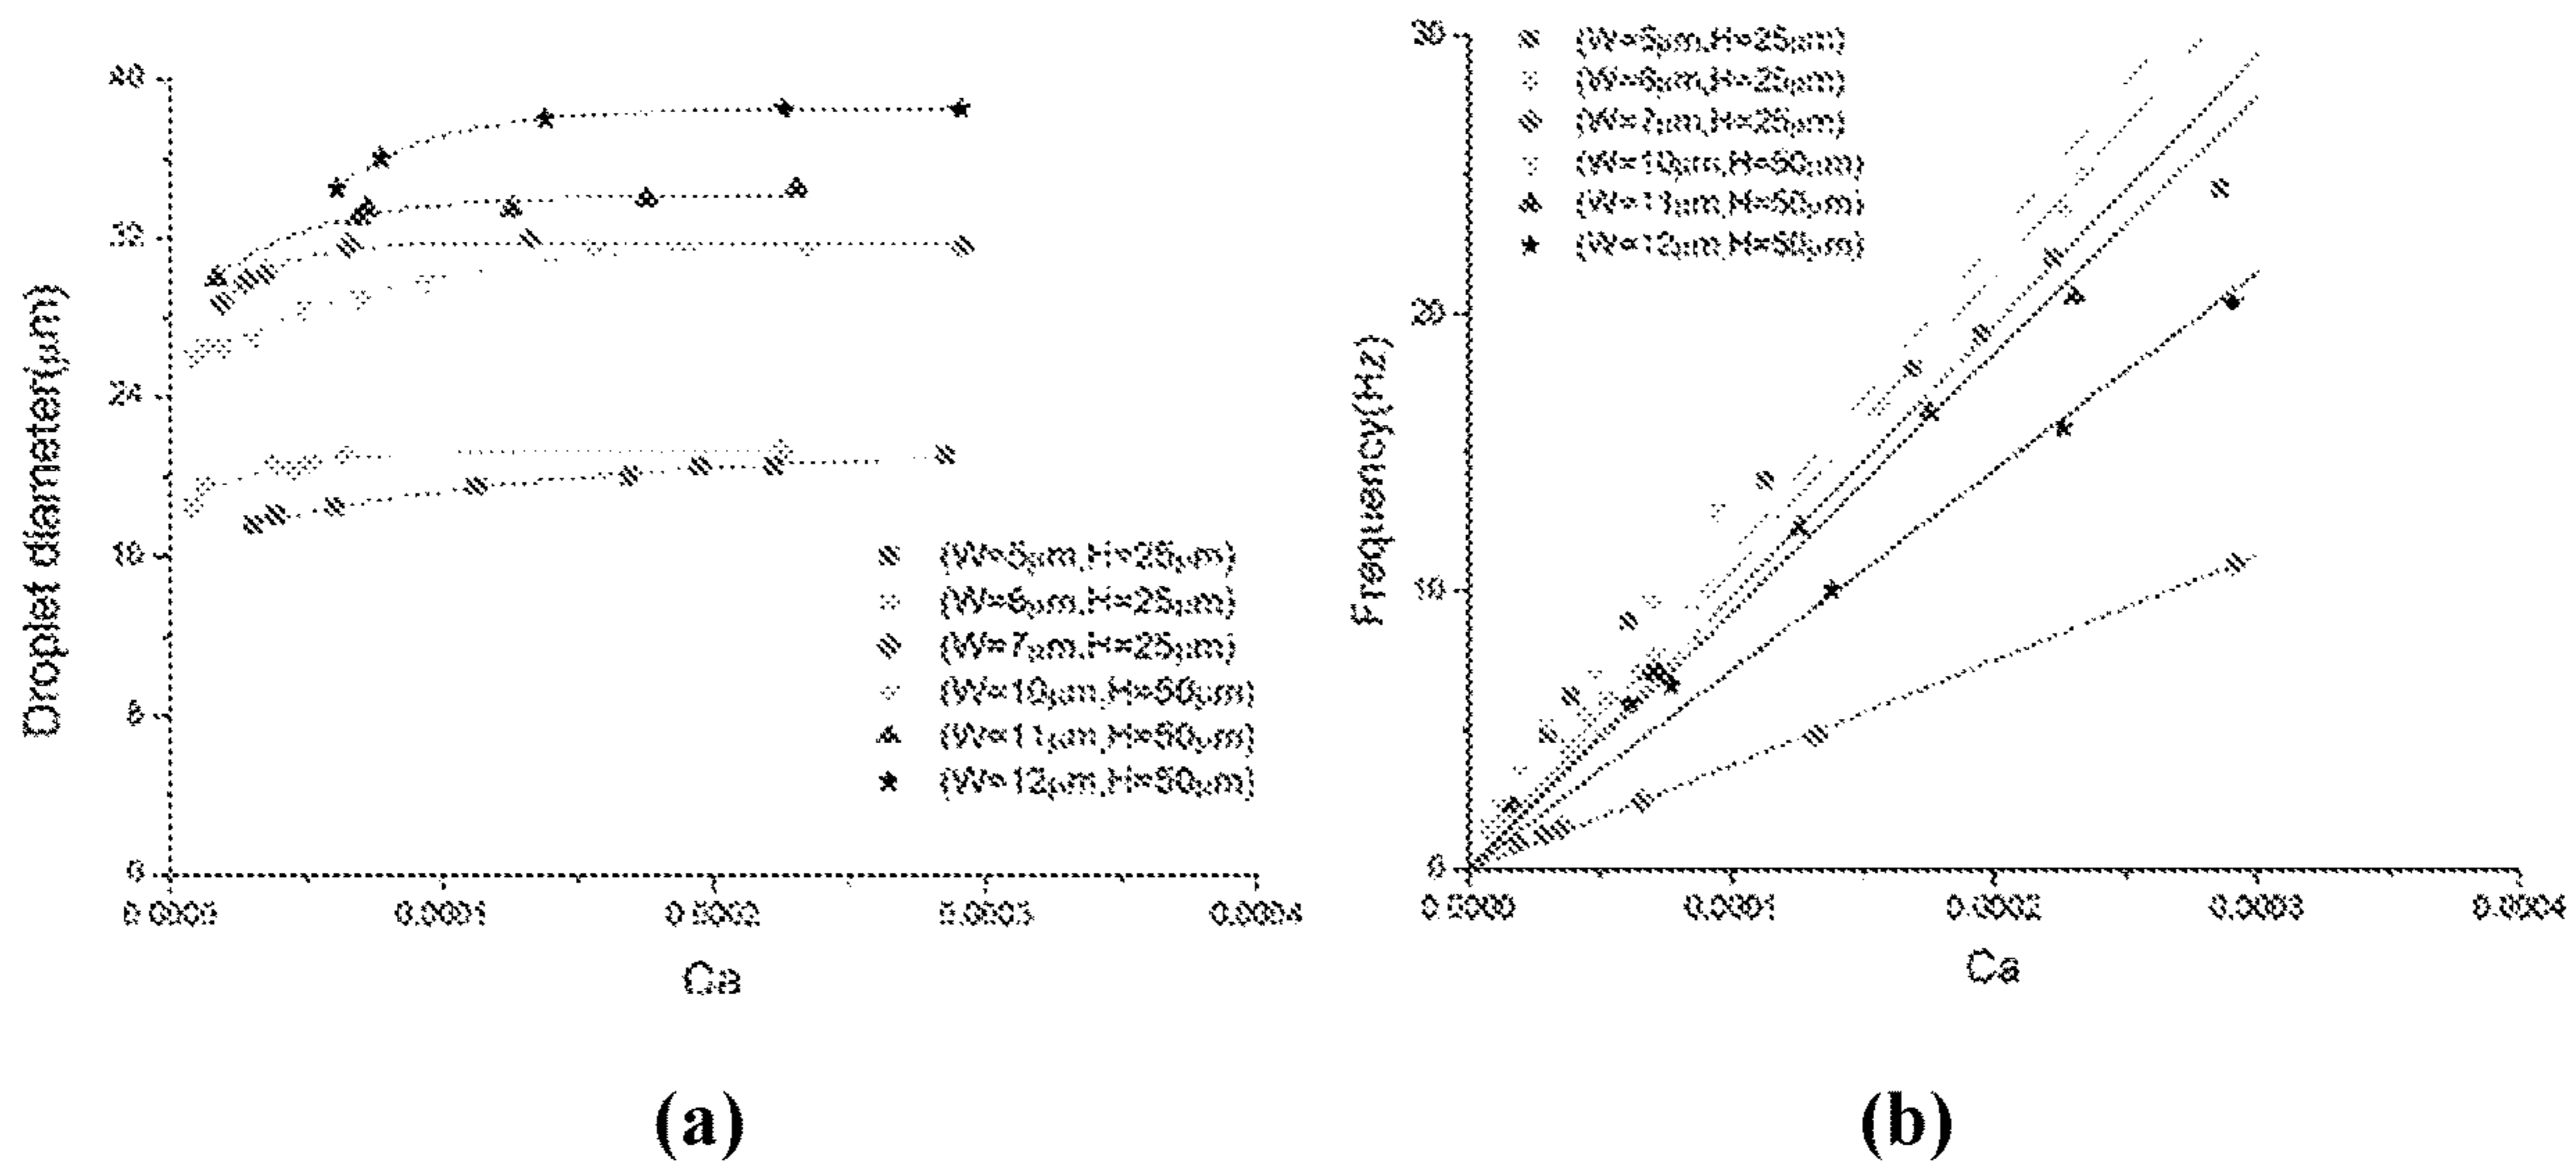 Droplet diameter(μm)
40
32
24
16
8
0
(W=5μm,H=25μm)
(W=6μm,H=25μm)
(W=7μm,H=25μm)
(W=10μm,H=50μm)
(W=11μm,H=50μm)
(W=12μm,H=50μm)
0.0000 0.0001 0.0002 0.0003 0.0004
Ca
(a)
Frequency(Hz)
30
20
10
0
(W=5μm,H=25μm)
(W=6μm,H=25μm)
(W=7μm,H=25μm)
(W=10μm,H=50μm)
(W=11μm,H=50μm)
(W=12μm,H=50μm)
0.0000 0.0001 0.0002 0.0003 0.0004
Ca
(b)